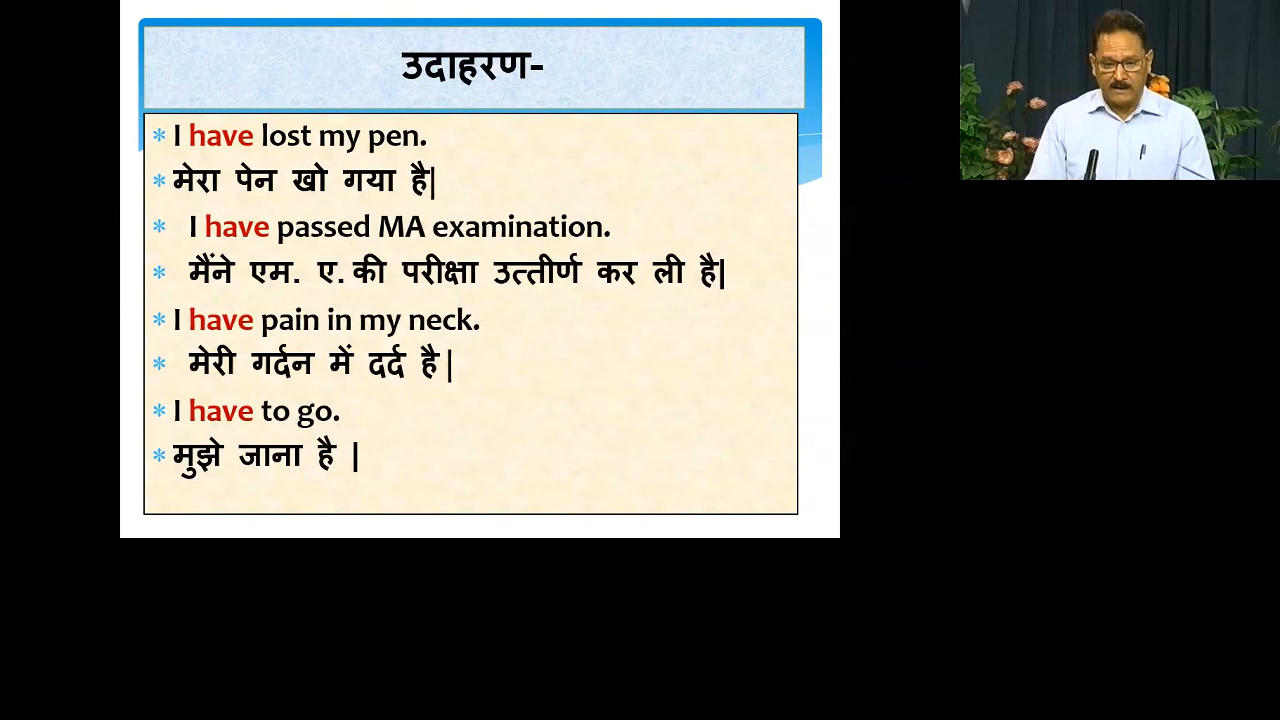 उदाहरण-
* I have lost my pen.
* मेरा पेन खो गया है|
* I have passed MA examination.
* मैंने एम. ए. की परीक्षा उत्तीर्ण कर ली है|
* I have pain in my neck.
* मेरी गर्दन में दर्द है |
* I have to go.
* मुझे जाना है |